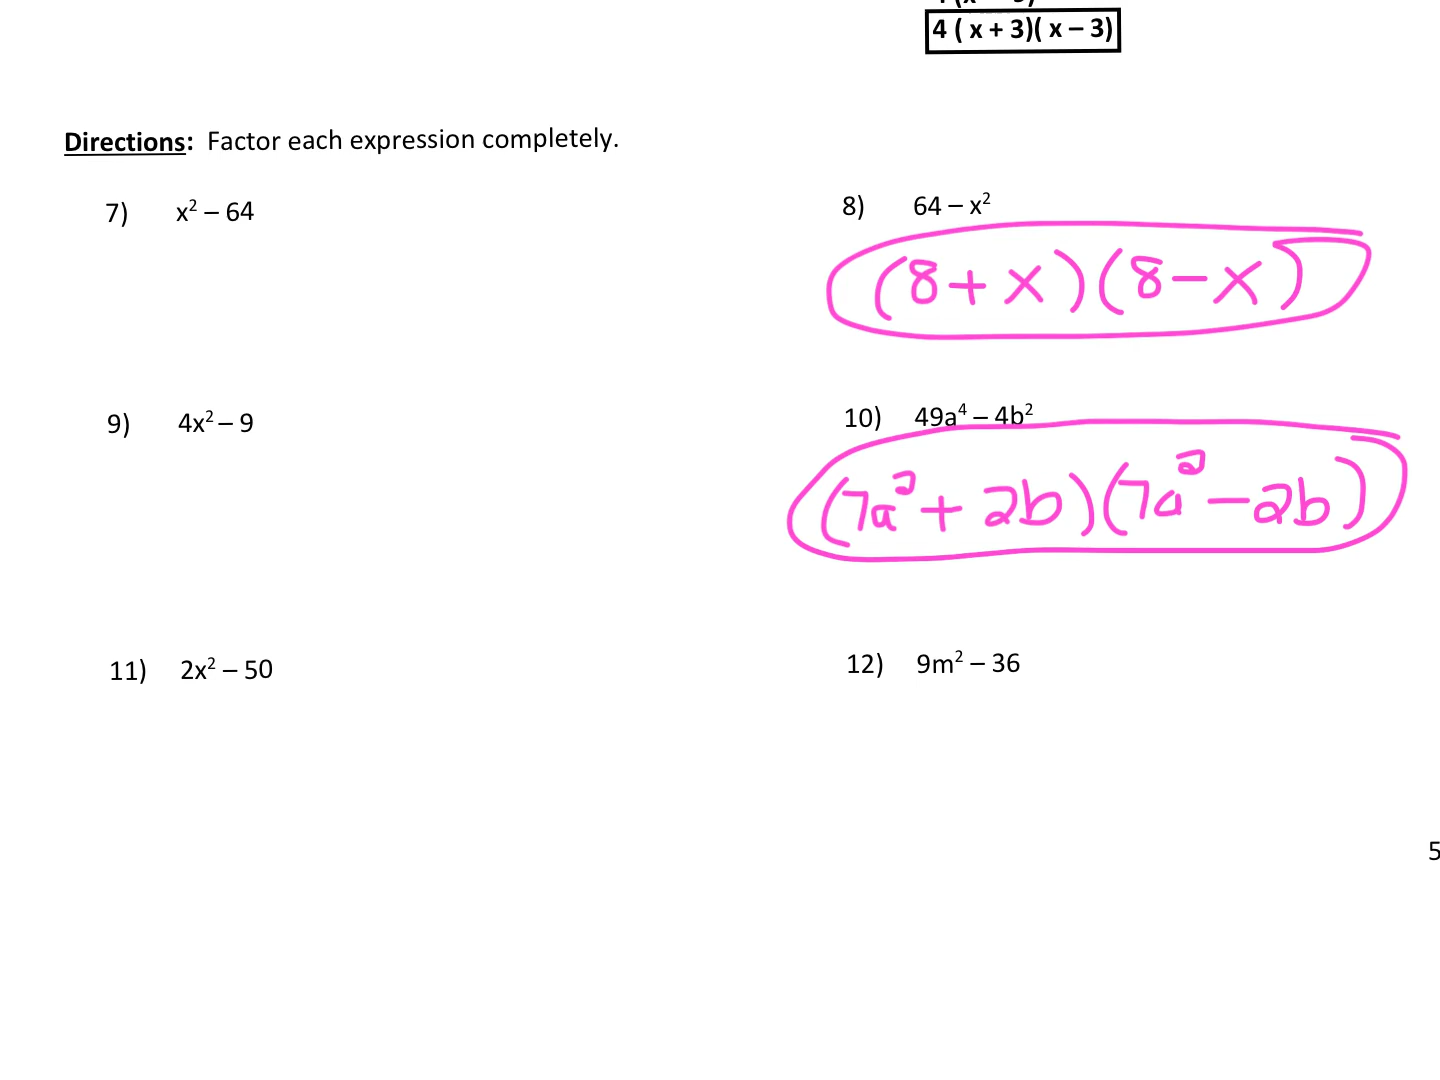 4 ( x + 3)( x – 3)
Directions: Factor each expression completely.
7) x² – 64
8) 64 – x²
(8 + x)(8 - x)
9) 4x² – 9
10) 49a⁴ – 4b²
(7a² + 2b)(7a² - 2b)
11) 2x² – 50
12) 9m² – 36
5